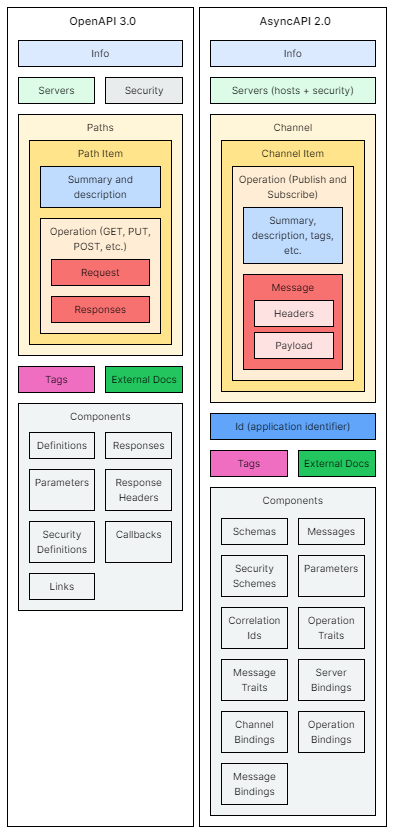 OpenAPI 3.0
Info
Servers
Security
Paths
Path Item
Summary and
description
Operation (GET, PUT,
POST, etc.)
Request
Responses
Tags
External Docs
Components
Definitions
Responses
Parameters
Response
Headers
Security
Definitions
Callbacks
Links
AsyncAPI 2.0
Info
Servers (hosts + security)
Channel
Channel Item
Operation (Publish and
Subscribe)
Summary,
description, tags,
etc.
Message
Headers
Payload
Id (application identifier)
Tags
External Docs
Components
Schemas
Messages
Security
Schemes
Parameters
Correlation
Ids
Operation
Traits
Message
Traits
Server
Bindings
Channel
Bindings
Operation
Bindings
Message
Bindings